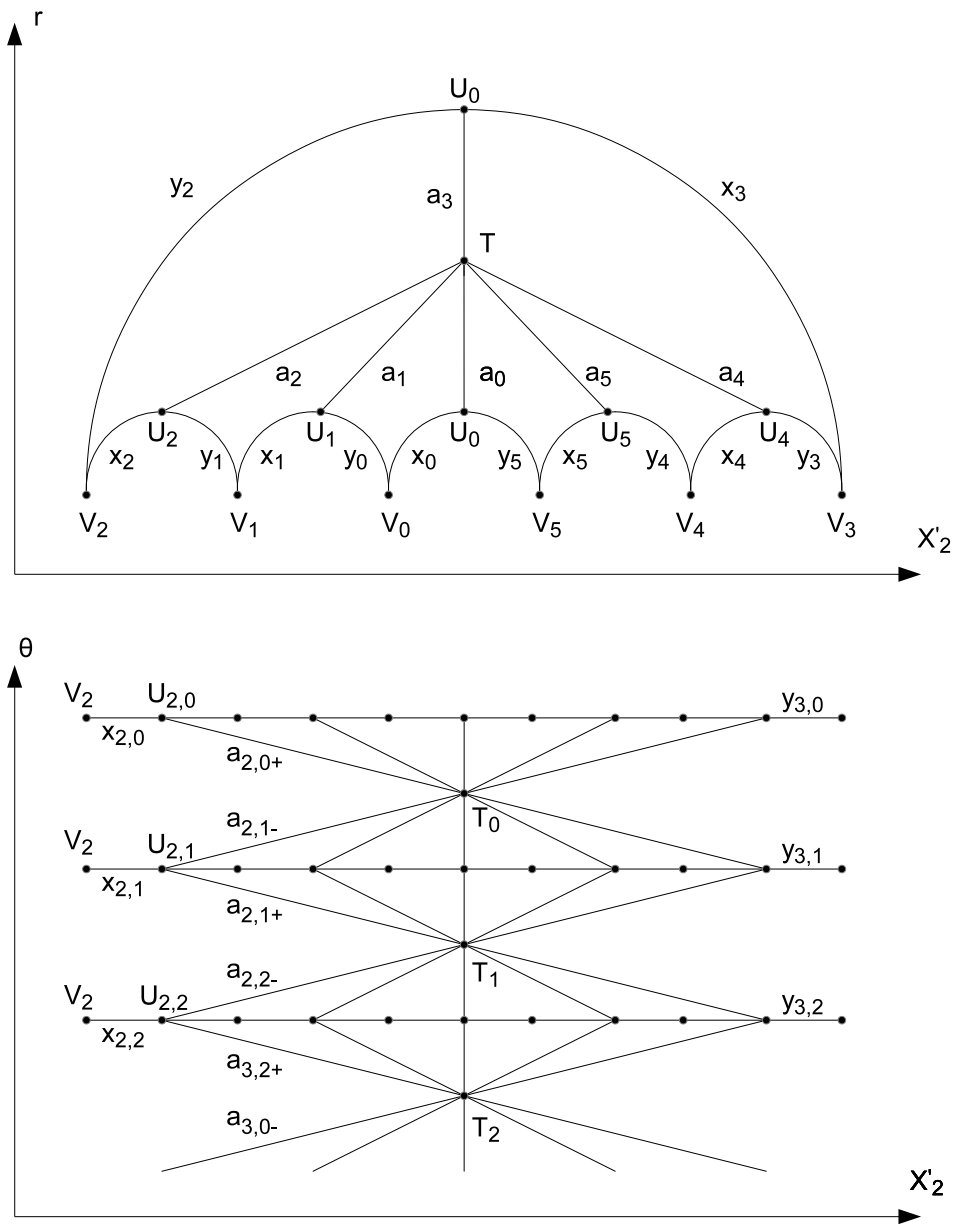 r
U0
y2
x3
a3
T
a2 a1 a0 a5 a4
U2 U1 U0 U5 U4
x2 y1 x1 y0 x0 y5 x5 y4 x4 y3
V2 V1 V0 V5 V4 V3
X'2
θ
V2 U2,0 y3,0
x2,0
a2,0+
a2,1-
T0
V2 U2,1 y3,1
x2,1
a2,1+
a2,2-
T1
V2 U2,2 y3,2
x2,2
a3,2+
a3,0-
T2
X'2